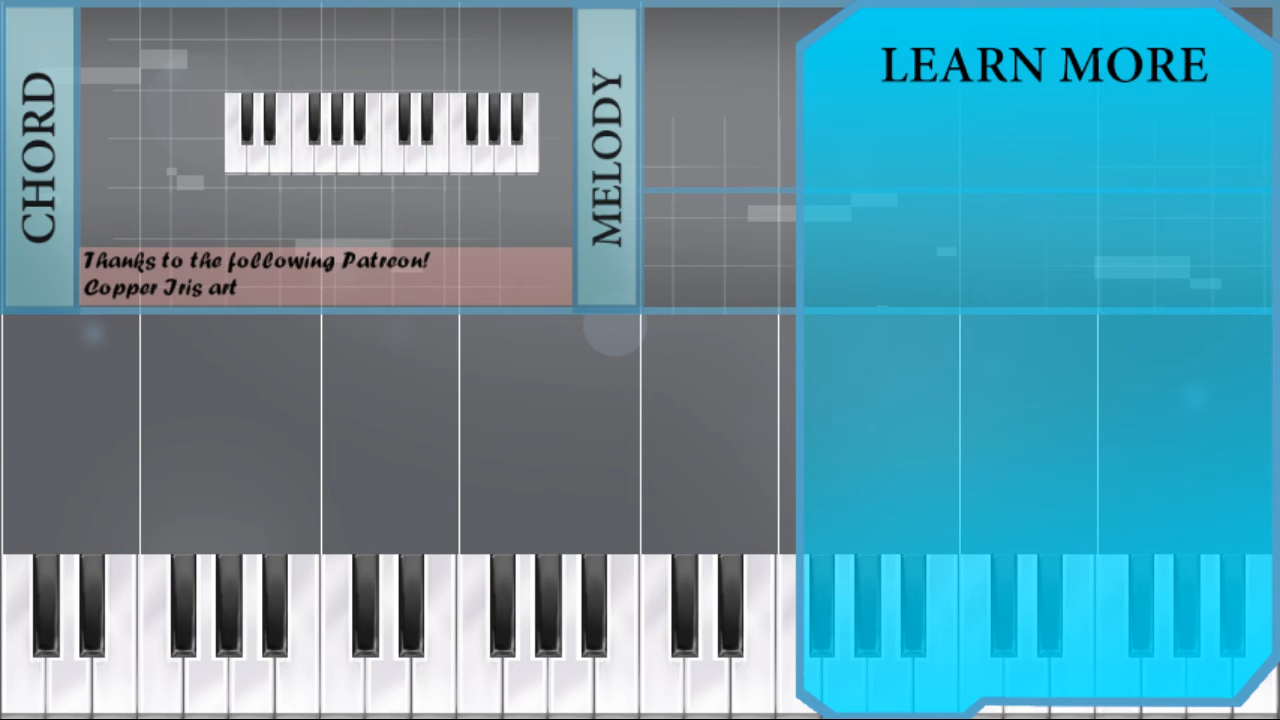 CHORD
MELODY
LEARN MORE
Thanks to the following Patreon!
Copper Iris art